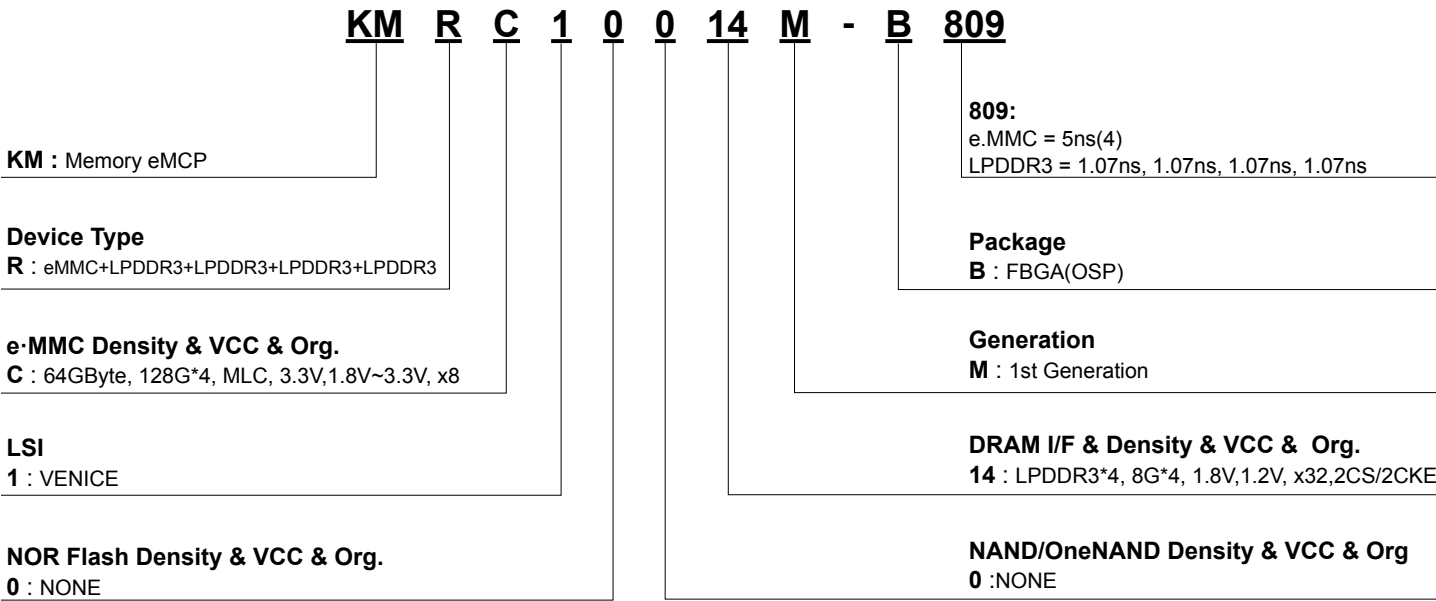 KM R C 1 0 0 14 M - B 809
KM : Memory eMCP
Device Type
R : eMMC+LPDDR3+LPDDR3+LPDDR3+LPDDR3
e·MMC Density & VCC & Org.
C : 64GByte, 128G*4, MLC, 3.3V,1.8V~3.3V, x8
LSI
1 : VENICE
NOR Flash Density & VCC & Org.
0 : NONE
809:
e.MMC = 5ns(4)
LPDDR3 = 1.07ns, 1.07ns, 1.07ns, 1.07ns
Package
B : FBGA(OSP)
Generation
M : 1st Generation
DRAM I/F & Density & VCC & Org.
14 : LPDDR3*4, 8G*4, 1.8V,1.2V, x32,2CS/2CKE
NAND/OneNAND Density & VCC & Org
0 :NONE